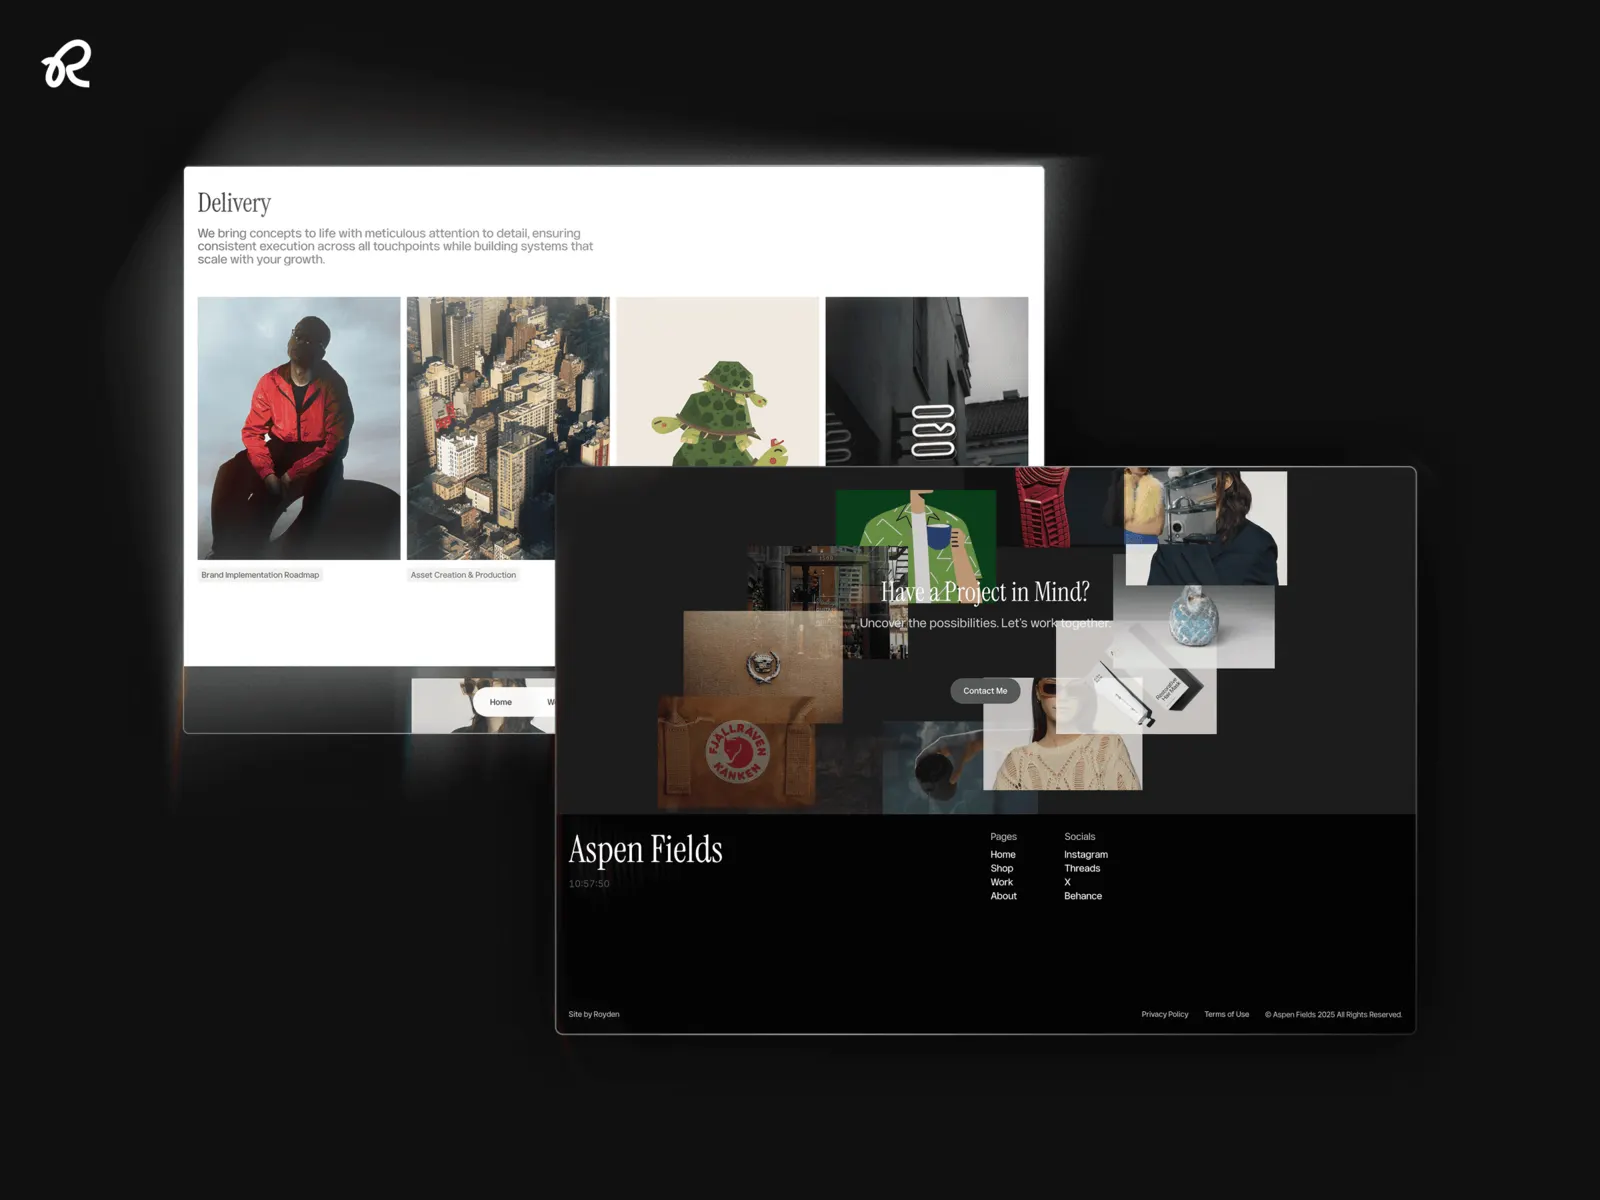 R
Delivery
We bring concepts to life with meticulous attention to detail, ensuring
consistent execution across all touchpoints while building systems that
scale with your growth.
Brand Implementation Roadmap
Asset Creation & Production
Home
Have a Project in Mind?
Uncover the possibilities. Let's work together.
Contact Me
FJÄLLRÄVEN
KÅNKEN
Aspen Fields
10:57:50
Pages
Home
Shop
Work
About
Socials
Instagram
Threads
X
Behance
Site by Royden
Privacy Policy
Terms of Use
© Aspen Fields 2025 All Rights Reserved.